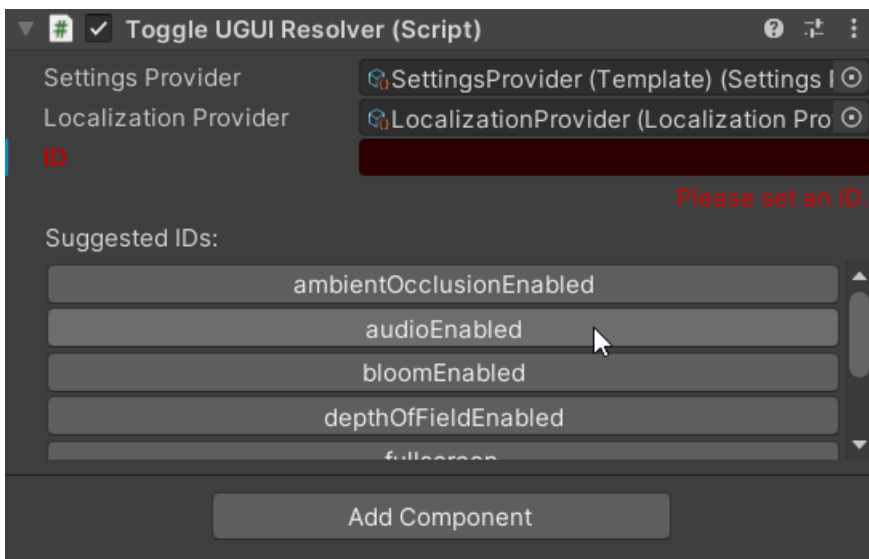 Toggle UGUI Resolver (Script)
Settings Provider SettingsProvider (Template) (Settings
Localization Provider LocalizationProvider (Localization Pro
ID
Please set an ID.
Suggested IDs:
ambientOcclusionEnabled
audioEnabled
bloomEnabled
depthOfFieldEnabled
fullscreen
Add Component